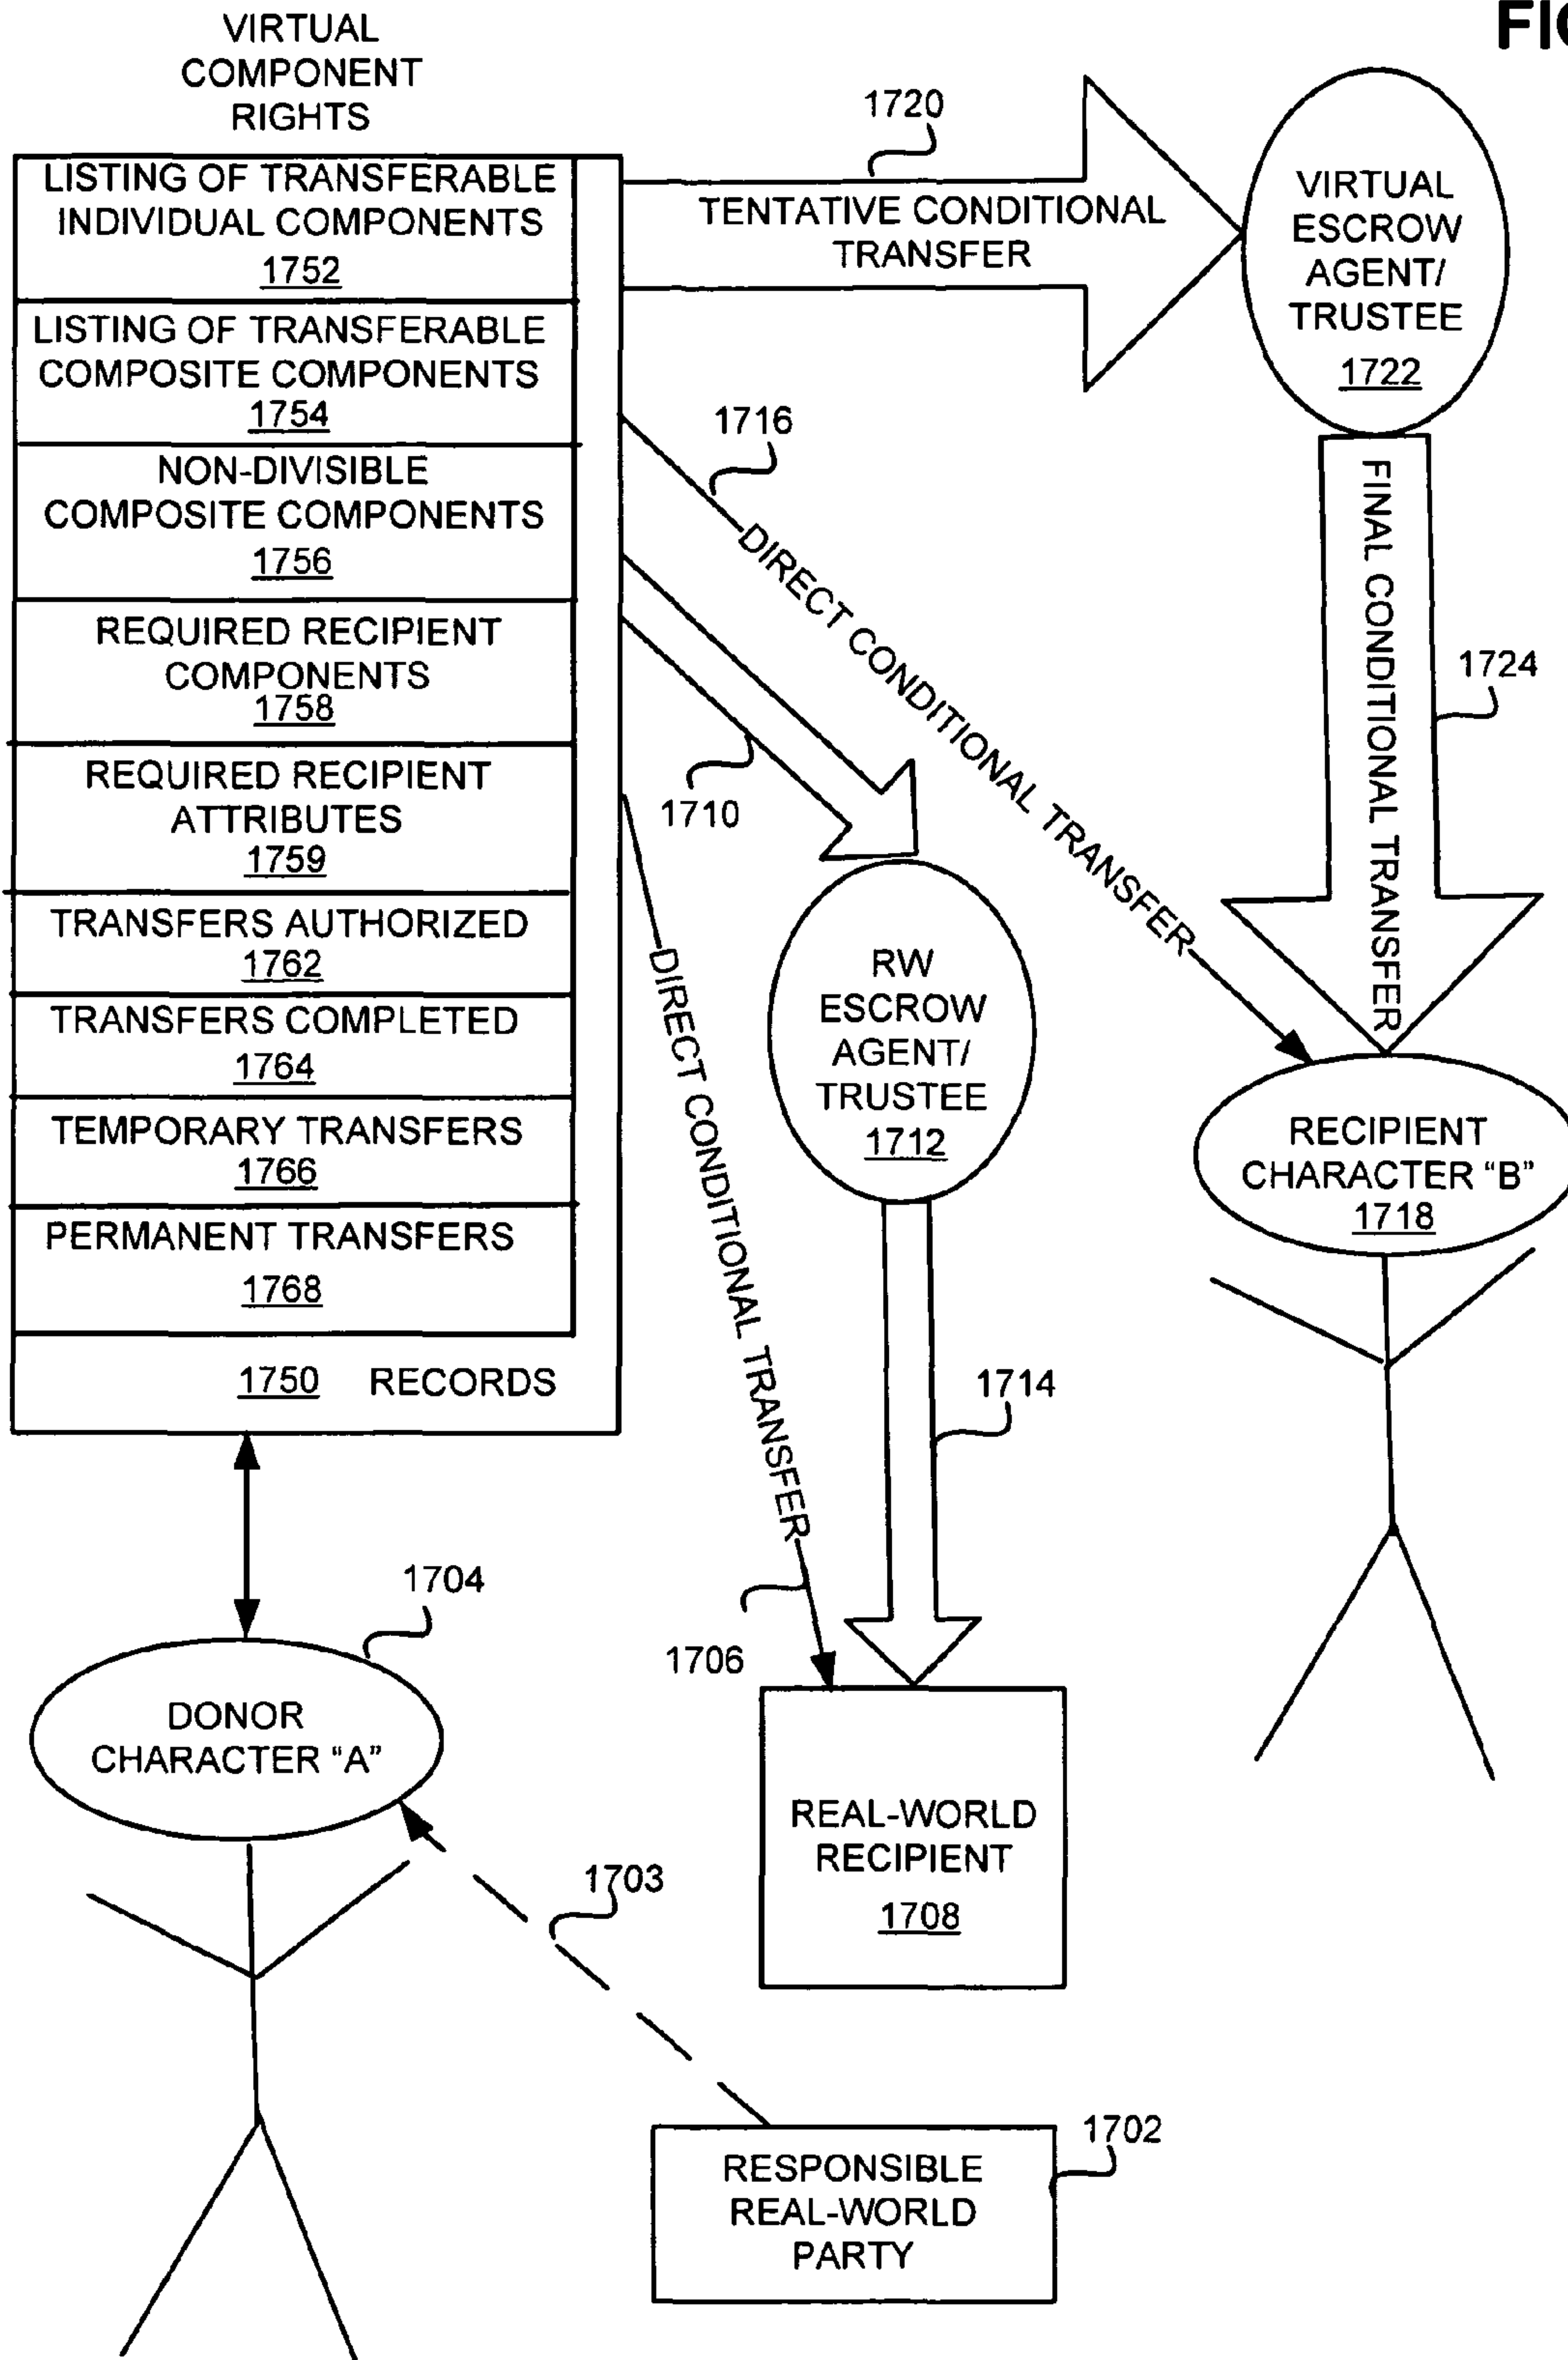 FIG
VIRTUAL
COMPONENT
RIGHTS
LISTING OF TRANSFERABLE
INDIVIDUAL COMPONENTS
1752
LISTING OF TRANSFERABLE
COMPOSITE COMPONENTS
1754
NON-DIVISIBLE
COMPOSITE COMPONENTS
1756
REQUIRED RECIPIENT
COMPONENTS
1758
REQUIRED RECIPIENT
ATTRIBUTES
1759
TRANSFERS AUTHORIZED
1762
TRANSFERS COMPLETED
1764
TEMPORARY TRANSFERS
1766
PERMANENT TRANSFERS
1768
1750 RECORDS
1720
TENTATIVE CONDITIONAL
TRANSFER
VIRTUAL
ESCROW
AGENT/
TRUSTEE
1722
1716
DIRECT CONDITIONAL TRANSFER
FINAL CONDITIONAL TRANSFER
1724
1710
RW
ESCROW
AGENT/
TRUSTEE
1712
DIRECT CONDITIONAL TRANSFER
RECIPIENT
CHARACTER “B”
1718
1714
1706
1704
DONOR
CHARACTER “A”
REAL-WORLD
RECIPIENT
1708
1703
1702
RESPONSIBLE
REAL-WORLD
PARTY